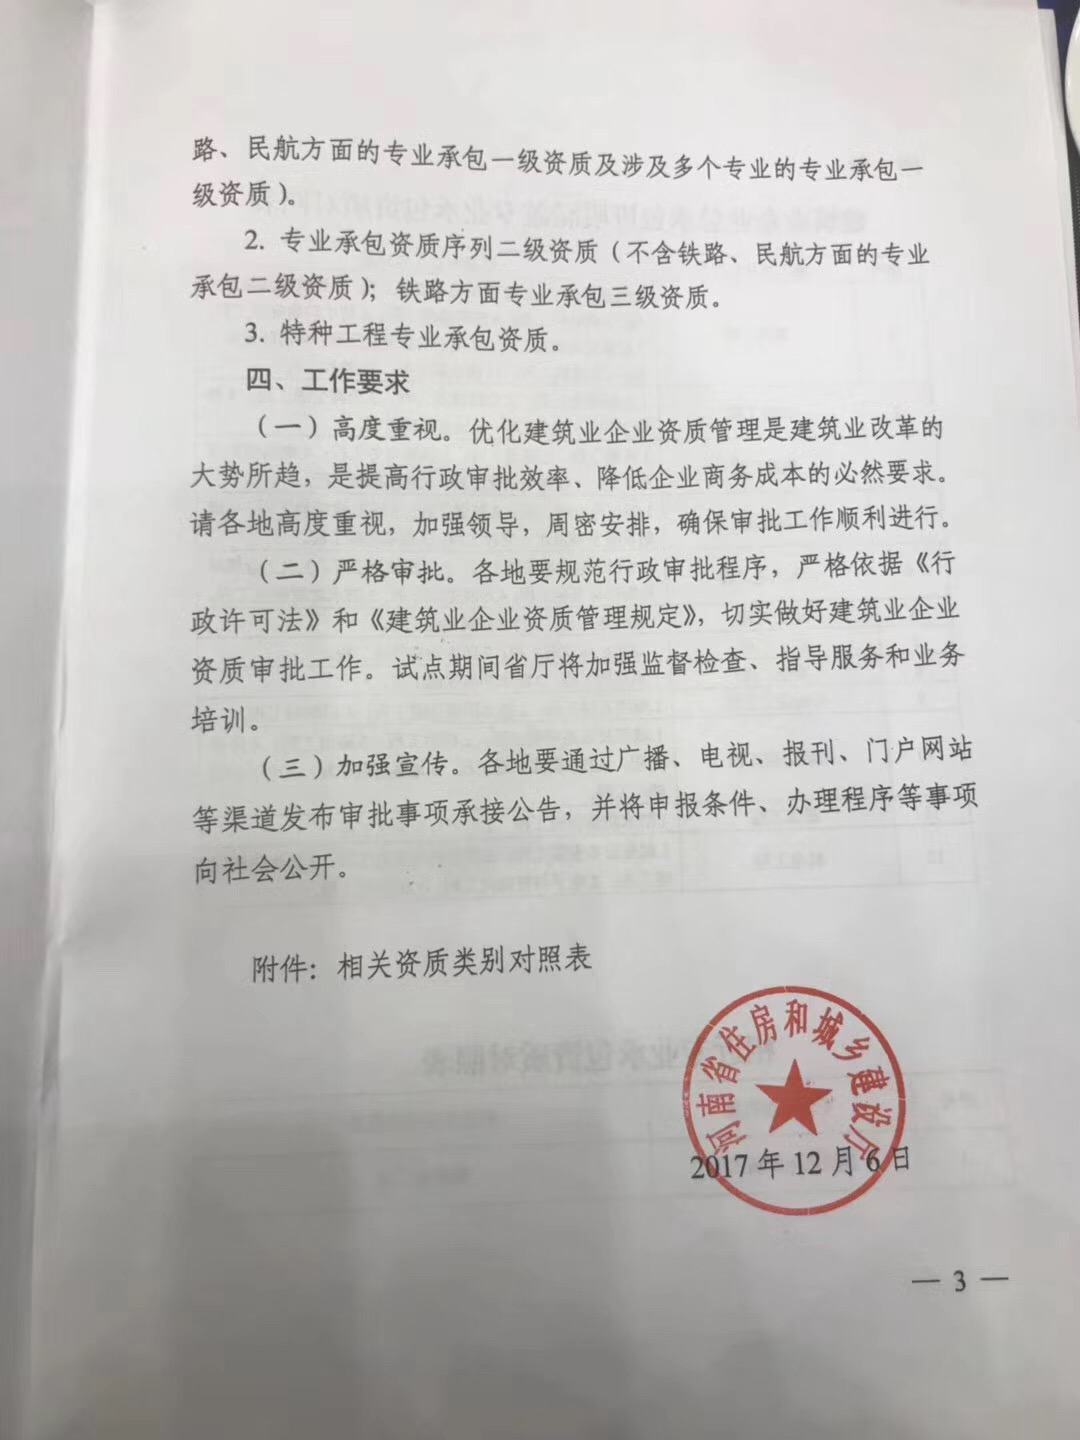 路、民航方面的专业承包一级资质及涉及多个专业的专业承包一
级资质）。
2. 专业承包资质序列二级资质（不含铁路、民航方面的专业
承包二级资质）；铁路方面专业承包三级资质。
3. 特种工程专业承包资质。
四、工作要求
（一）高度重视。优化建筑业企业资质管理是建筑业改革的
大势所趋，是提高行政审批效率、降低企业商务成本的必然要求。
请各地高度重视，加强领导，周密安排，确保审批工作顺利进行。
（二）严格审批。各地要规范行政审批程序，严格依据《行
政许可法》和《建筑业企业资质管理规定》，切实做好建筑业企业
资质审批工作。试点期间省厅将加强监督检查、指导服务和业务
培训。
（三）加强宣传。各地要通过广播、电视、报刊、门户网站
等渠道发布审批事项承接公告，并将申报条件、办理程序等事项
向社会公开。
附件：相关资质类别对照表
河南省住房和城乡建设厅
2017年12月6日
— 3 —